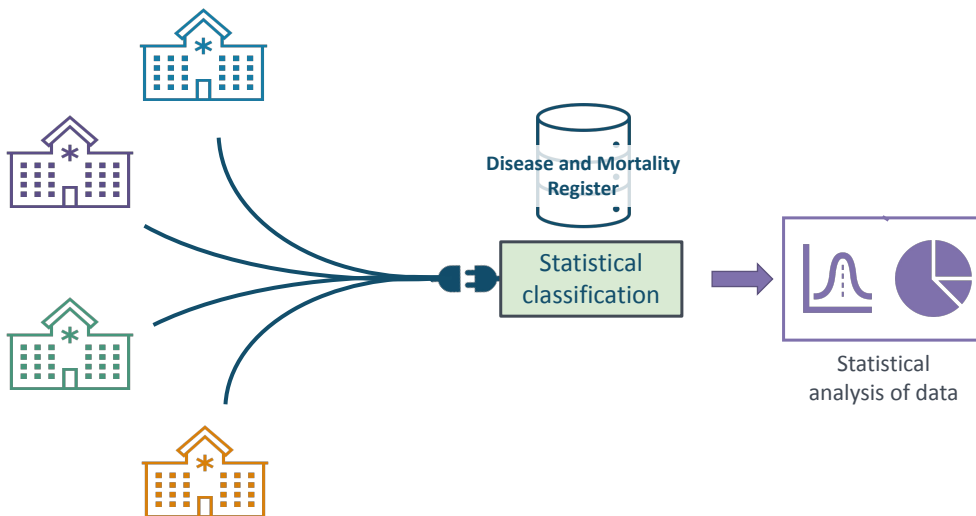 Disease and Mortality
Register
Statistical
classification
Statistical
analysis of data